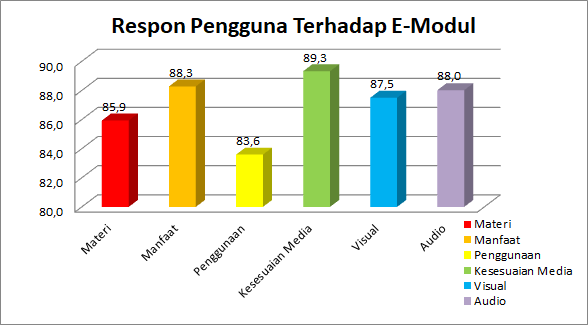 Respon Pengguna Terhadap E-Modul
90,0
88,0
86,0
84,0
82,0
80,0
85,9
88,3
83,6
89,3
87,5
88,0
Materi
Manfaat
Penggunaan
Kesesuaian Media
Visual
Audio
Materi
Manfaat
Penggunaan
Kesesuaian Media
Visual
Audio